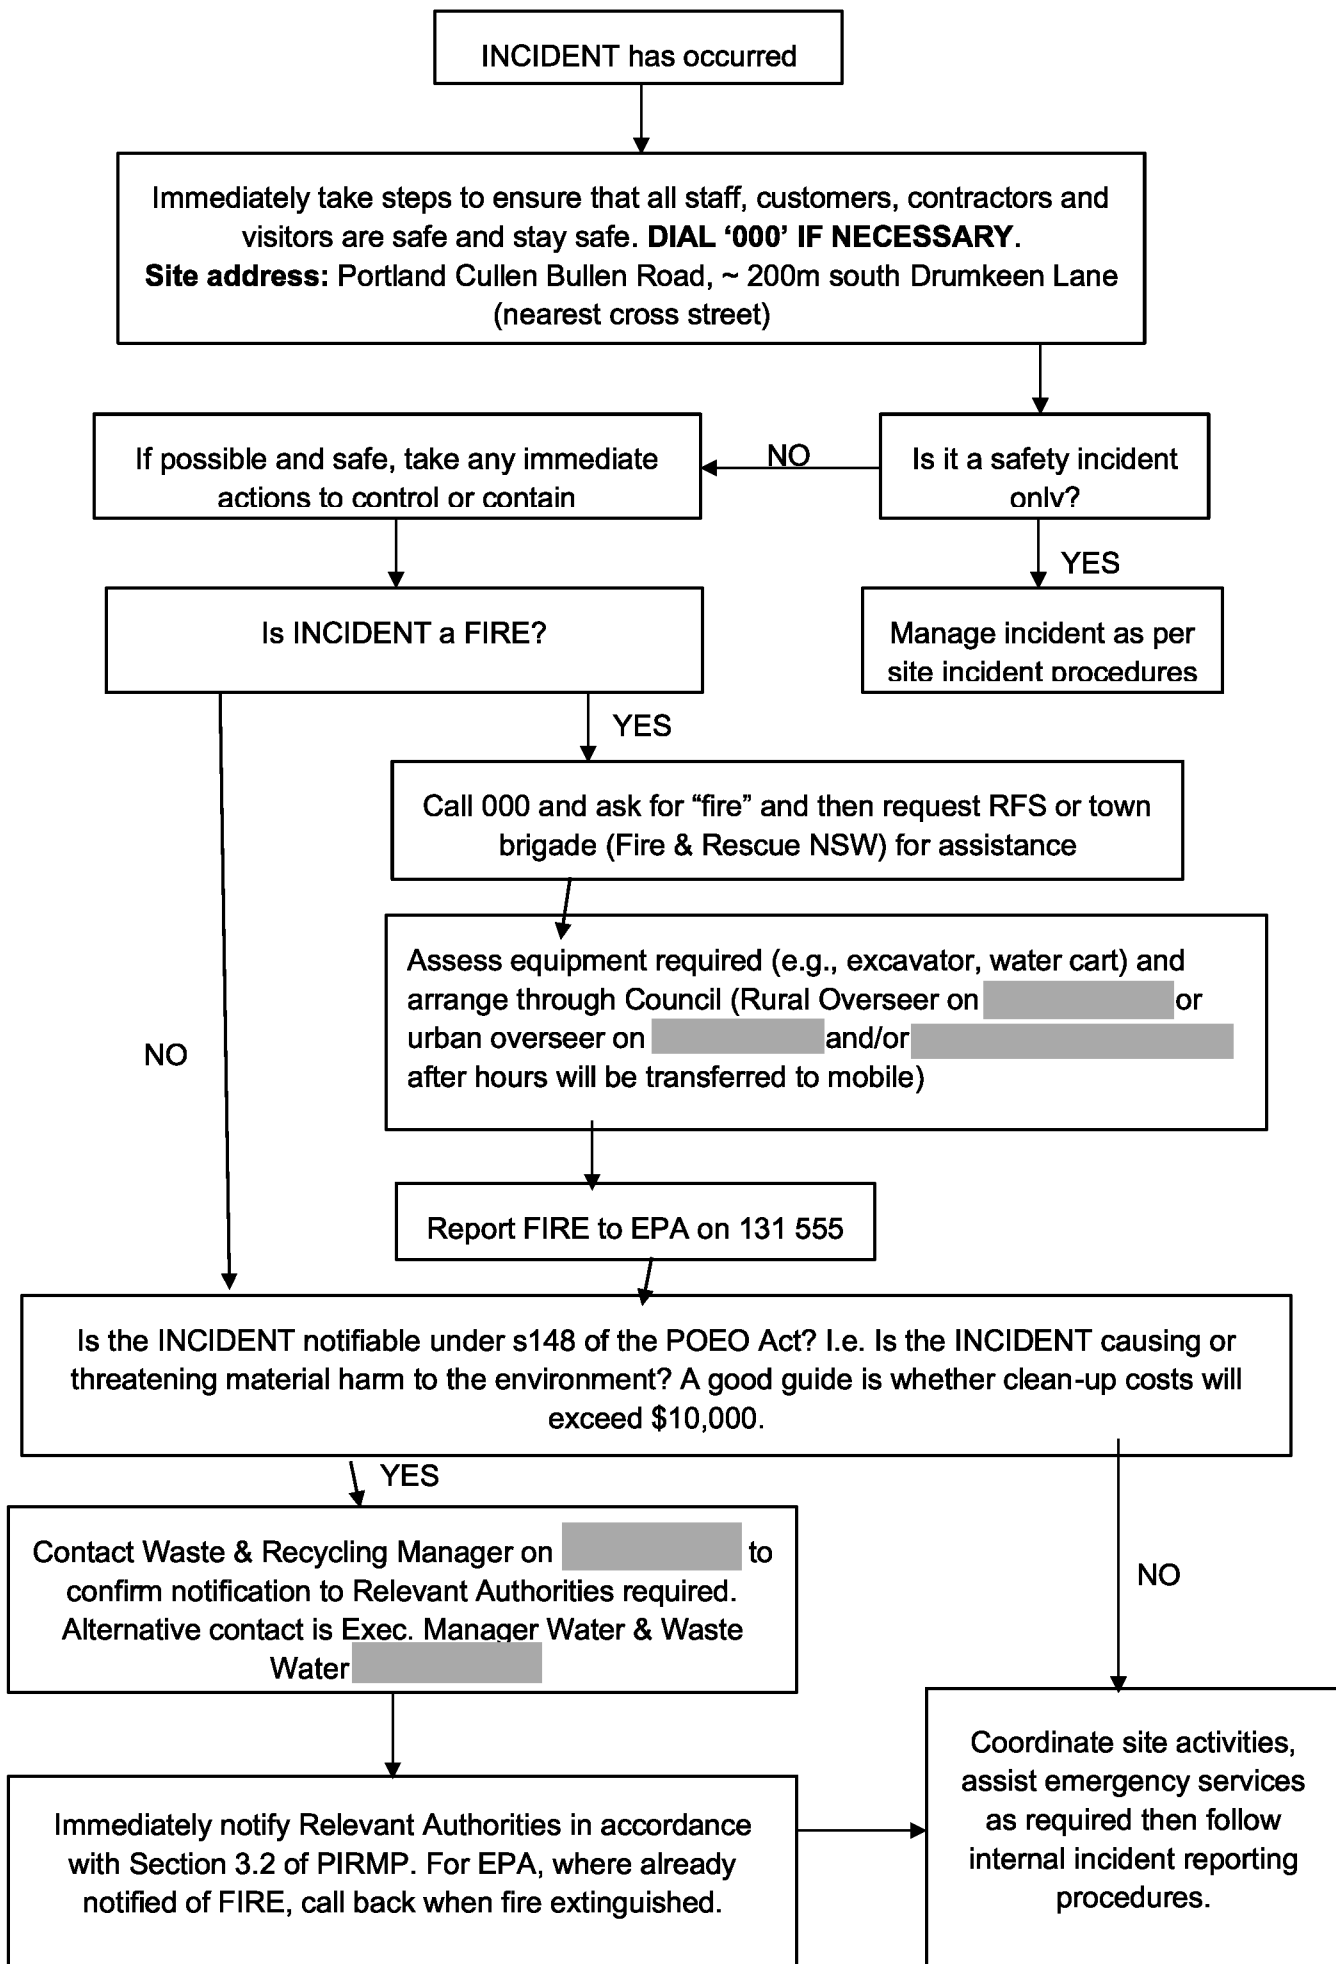 INCIDENT has occurred
Immediately take steps to ensure that all staff, customers, contractors and
visitors are safe and stay safe. DIAL ‘000’ IF NECESSARY.
Site address: Portland Cullen Bullen Road, ~ 200m south Drumkeen Lane
(nearest cross street)
If possible and safe, take any immediate
actions to control or contain
NO
Is it a safety incident
only?
YES
Is INCIDENT a FIRE?
Manage incident as per
site incident procedures
YES
Call 000 and ask for “fire” and then request RFS or town
brigade (Fire & Rescue NSW) for assistance
Assess equipment required (e.g., excavator, water cart) and
arrange through Council (Rural Overseer on or
urban overseer on and/or
after hours will be transferred to mobile)
NO
Report FIRE to EPA on 131 555
Is the INCIDENT notifiable under s148 of the POEO Act? I.e. Is the INCIDENT causing or
threatening material harm to the environment? A good guide is whether clean-up costs will
exceed $10,000.
YES
Contact Waste & Recycling Manager on to
confirm notification to Relevant Authorities required.
Alternative contact is Exec. Manager Water & Waste
Water
NO
Immediately notify Relevant Authorities in accordance
with Section 3.2 of PIRMP. For EPA, where already
notified of FIRE, call back when fire extinguished.
Coordinate site activities,
assist emergency services
as required then follow
internal incident reporting
procedures.